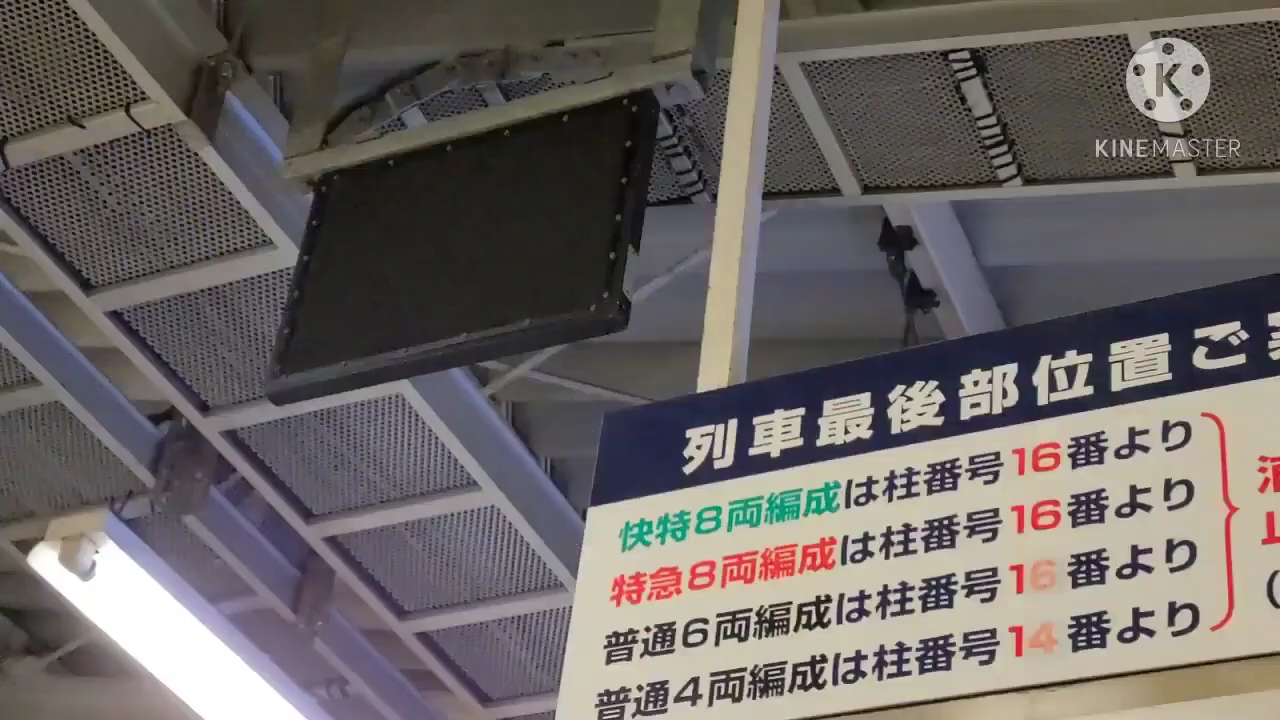 K
KINEMASTER
列車最後部位置ご
快特8両編成は柱番号16番より
特急8両編成は柱番号16番より
普通6両編成は柱番号16番より
普通4両編成は柱番号14番より
止
(